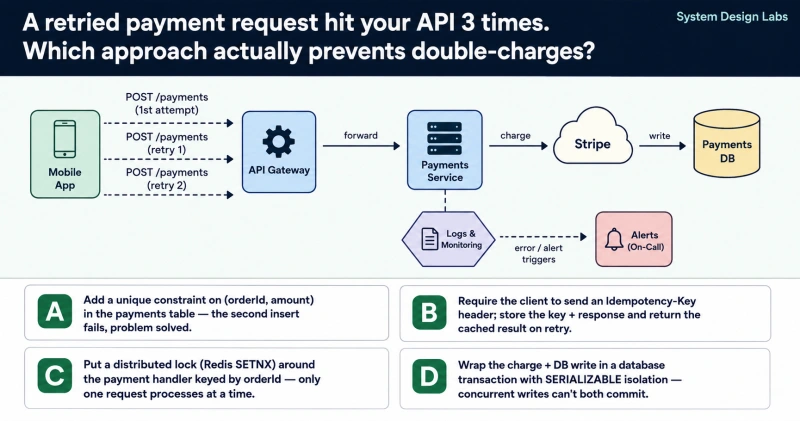 A retried payment request hit your API 3 times.
Which approach actually prevents double-charges?
System Design Labs
POST /payments
(1st attempt)
POST /payments
(retry 1)
POST /payments
(retry 2)
Mobile
App
API Gateway
forward
Payments
Service
charge
Stripe
write
Payments
DB
Logs &
Monitoring
error / alert
triggers
Alerts
(On-Call)
A
Add a unique constraint on (orderId, amount)
in the payments table — the second insert
fails, problem solved.
B
Require the client to send an Idempotency-Key
header; store the key + response and return the
cached result on retry.
C
Put a distributed lock (Redis SETNX) around
the payment handler keyed by orderId — only
one request processes at a time.
D
Wrap the charge + DB write in a database
transaction with SERIALIZABLE isolation —
concurrent writes can't both commit.